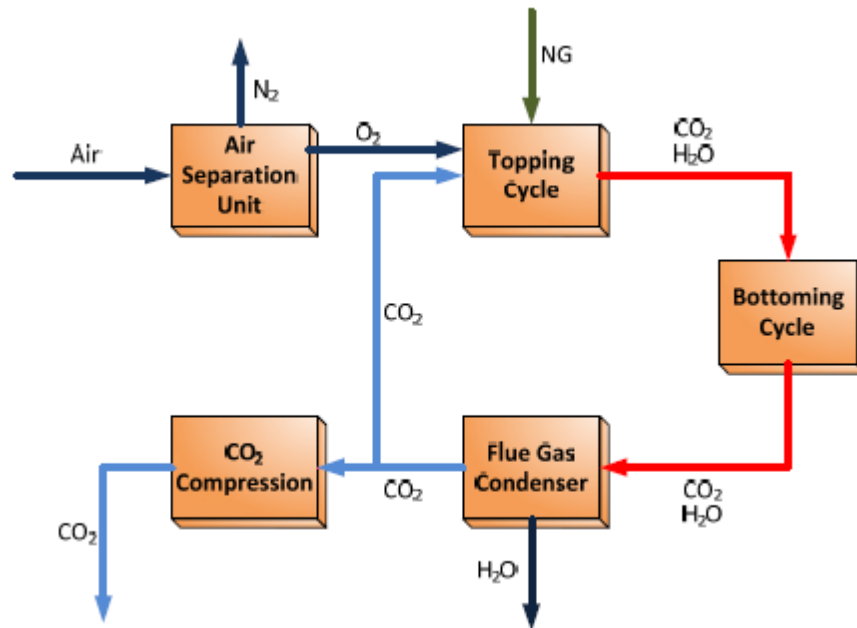 NG
N₂
Air
Air
Separation
Unit
O₂
Topping
Cycle
CO₂
H₂O
Bottoming
Cycle
CO₂
CO₂
Compression
CO₂
Flue Gas
Condenser
CO₂
H₂O
CO₂
H₂O